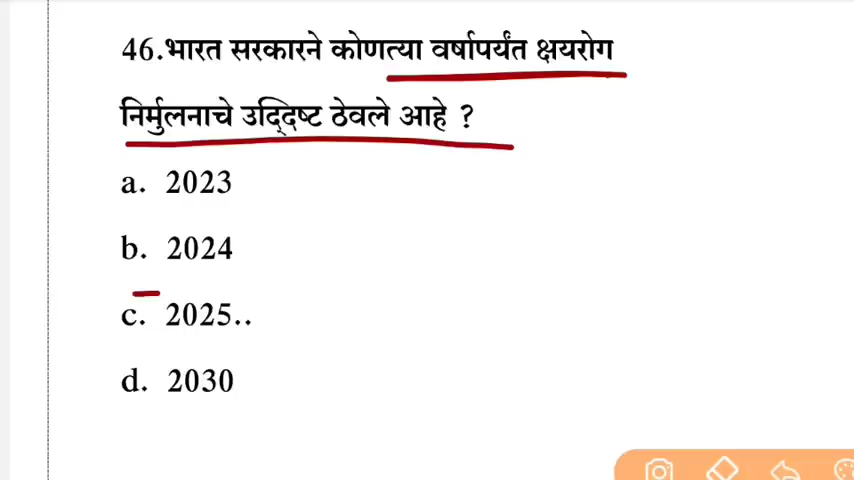 46.भारत सरकारने कोणत्या वर्षापर्यंत क्षयरोग
निर्मुलनाचे उद्दिष्ट ठेवले आहे ?
a. 2023
b. 2024
c. 2025..
d. 2030